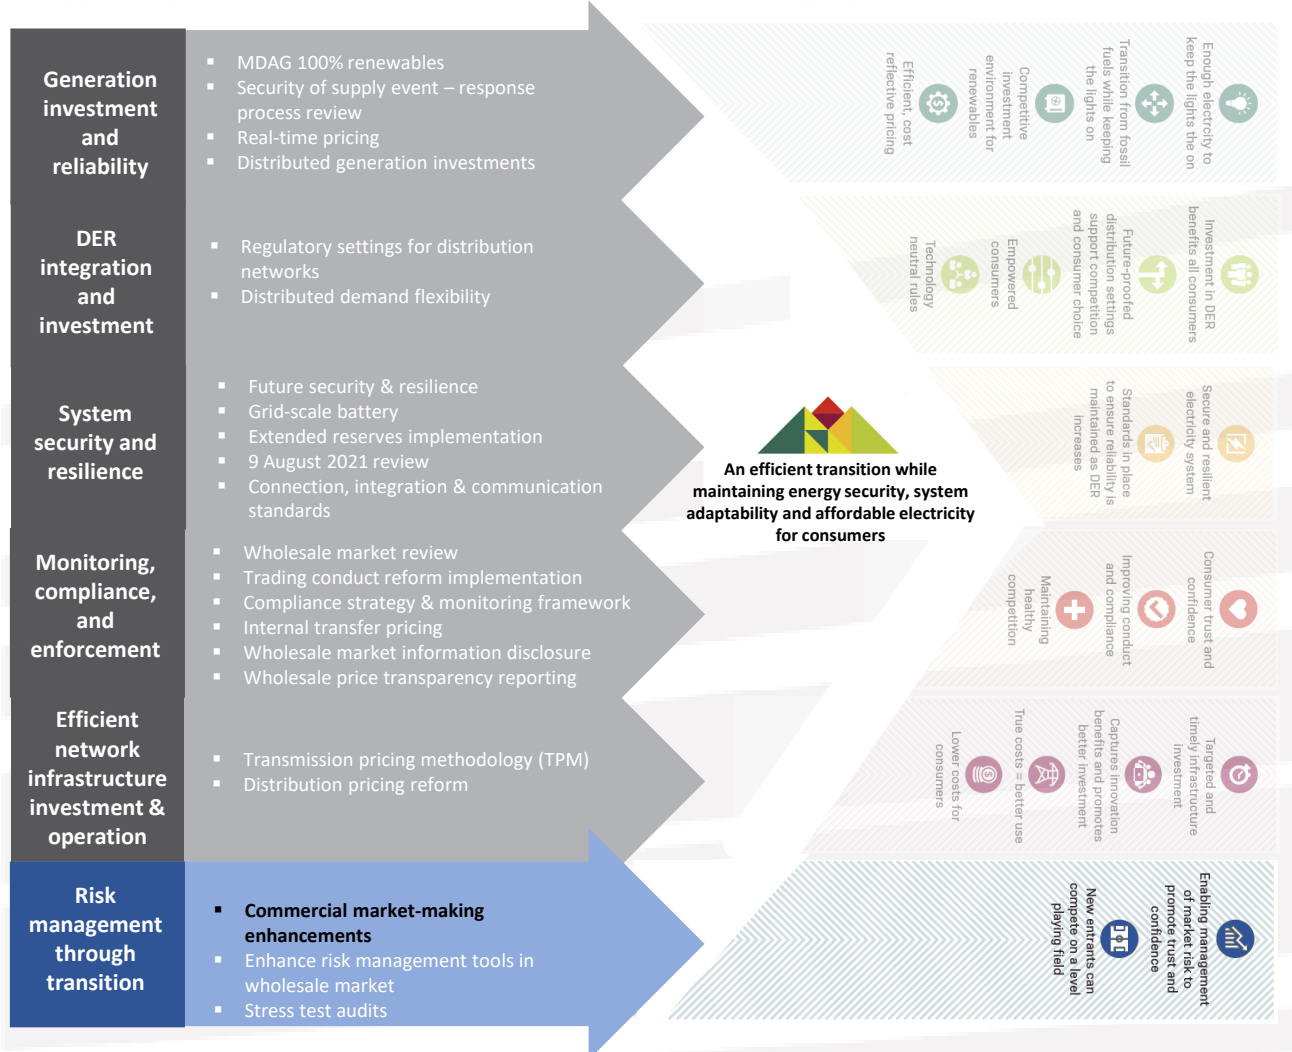 Generation
investment
and
reliability
▪ MDAG 100% renewables
▪ Security of supply event – response
process review
▪ Real-time pricing
▪ Distributed generation investments
Efficient, cost
reflective pricing
Competitive
investment
environment for
renewables
Transition from fossil
fuels while keeping
the lights on
Enough electrcity to
keep the lights the on
DER
integration
and
investment
▪ Regulatory settings for distribution
networks
▪ Distributed demand flexibility
Technology
neutral rules
Empowered
consumers
Future-proofed
distribution settings
support competition
and consumer choice
Investment in DER
benefits all consumers
System
security and
resilience
▪ Future security & resilience
▪ Grid-scale battery
▪ Extended reserves implementation
▪ 9 August 2021 review
▪ Connection, integration & communication
standards
An efficient transition while
maintaining energy security, system
adaptability and affordable electricity
for consumers
Standards in place
to ensure reliability is
maintained as DER
increases
Secure and resilient
electricity system
Monitoring,
compliance,
and
enforcement
▪ Wholesale market review
▪ Trading conduct reform implementation
▪ Compliance strategy & monitoring framework
▪ Internal transfer pricing
▪ Wholesale market information disclosure
▪ Wholesale price transparency reporting
Maintaining
healthy
competition
Improving conduct
and compliance
Consumer trust and
confidence
Efficient
network
infrastructure
investment &
operation
▪ Transmission pricing methodology (TPM)
▪ Distribution pricing reform
Lower costs for
consumers
True costs = better use
Captures innovation
benefits and promotes
better investment
Targeted and
timely infrastructure
investment
Risk
management
through
transition
▪ Commercial market-making
enhancements
▪ Enhance risk management tools in
wholesale market
▪ Stress test audits
New entrants can
compete on a level
playing field
Enabling management
of market risk to
promote trust and
confidence